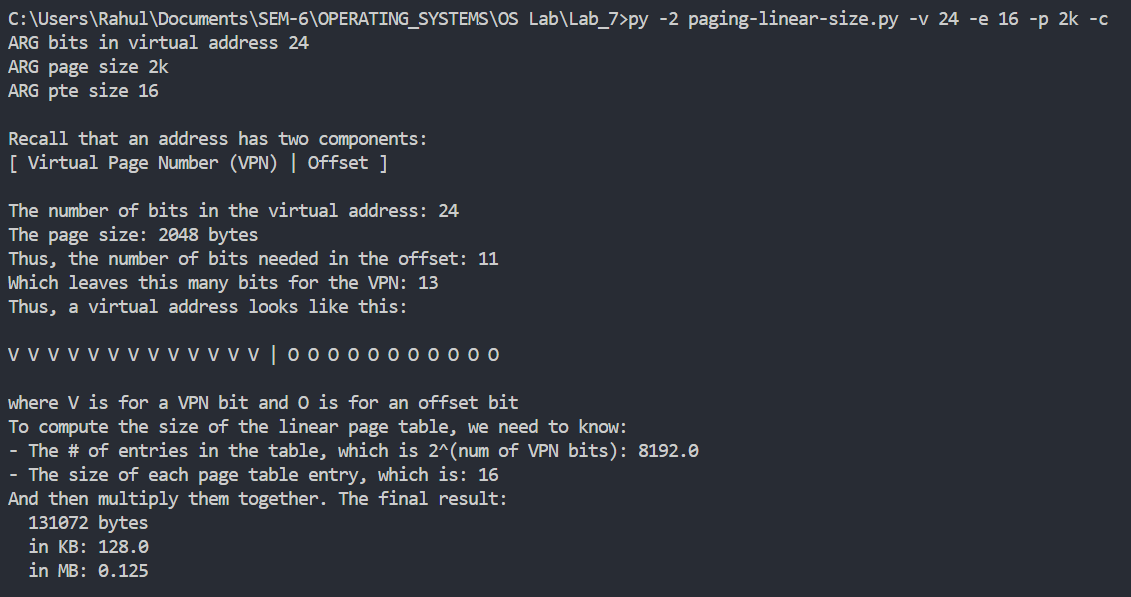 C:\Users\Rahul\Documents\SEM-6\OPERATING_SYSTEMS\OS Lab\Lab_7>py -2 paging-linear-size.py -v 24 -e 16 -p 2k -c
ARG bits in virtual address 24
ARG page size 2k
ARG pte size 16
Recall that an address has two components:
[ Virtual Page Number (VPN) | Offset ]
The number of bits in the virtual address: 24
The page size: 2048 bytes
Thus, the number of bits needed in the offset: 11
Which leaves this many bits for the VPN: 13
Thus, a virtual address looks like this:
V V V V V V V V V V V V V | O O O O O O O O O O O
where V is for a VPN bit and O is for an offset bit
To compute the size of the linear page table, we need to know:
- The # of entries in the table, which is 2^(num of VPN bits): 8192.0
- The size of each page table entry, which is: 16
And then multiply them together. The final result:
131072 bytes
in KB: 128.0
in MB: 0.125